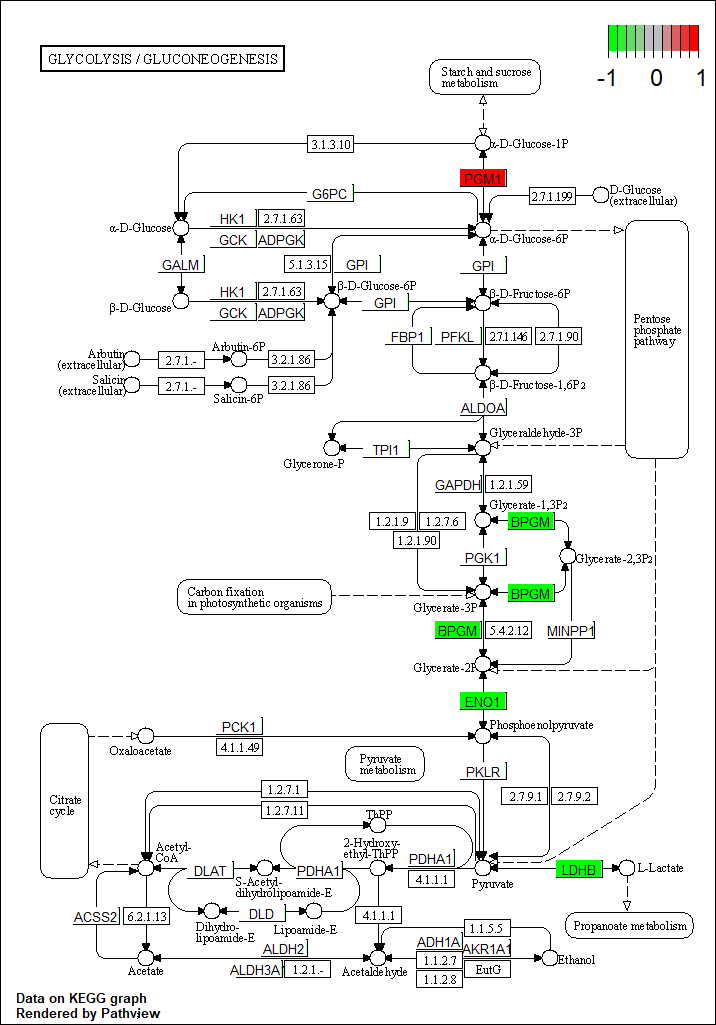 GLYCOLYSIS / GLUCONEOGENESIS
-1 0 1
Starch and sucrose
metabolism
3.1.3.10
α-D-Glucose-1P
PGM1
G6PC
2.7.1.199
D-Glucose
(extracellular)
α-D-Glucose
HK1
2.7.1.63
GCK
ADPGK
α-D-Glucose-6P
GALM
5.1.3.15
GPI
GPI
β-D-Glucose-6P
β-D-Glucose
HK1
2.7.1.63
GCK
ADPGK
GPI
β-D-Fructose-6P
Pentose
phosphate
pathway
FBP1
PFKL
2.7.1.146
2.7.1.90
Arbutin
(extracellular)
2.7.1.-
Arbutin-6P
3.2.1.86
Salicin
(extracellular)
2.7.1.-
Salicin-6P
3.2.1.86
β-D-Fructose-1,6P2
ALDOA
Glyceraldehyde-3P
TPI1
Glycerone-P
GAPDH
1.2.1.59
Glycerate-1,3P2
1.2.1.9
1.2.7.6
1.2.1.90
BPGM
PGK1
Glycerate-2,3P2
Carbon fixation
in photosynthetic organisms
BPGM
Glycerate-3P
BPGM
5.4.2.12
MINPP1
Glycerate-2P
ENO1
Phosphoenolpyruvate
PCK1
4.1.1.49
Oxaloacetate
Pyruvate
metabolism
PKLR
Citrate
cycle
1.2.7.1
1.2.7.11
2.7.9.1
2.7.9.2
ThPP
Acetyl-
CoA
2-Hydroxy-
ethyl-ThPP
DLAT
S-Acetyl-
dihydrolipoamide-E
PDHA1
PDHA1
4.1.1.1
Pyruvate
LDHB
L-Lactate
ACSS2
6.2.1.13
Dihydro-
lipoamide-E
DLD
Lipoamide-E
4.1.1.1
Propanoate metabolism
1.1.5.5
ALDH2
ALDH3A1
1.2.1.-
ADH1A
AKR1A1
1.1.2.7
EutG
1.1.2.8
Acetate
Acetaldehyde
Ethanol
Data on KEGG graph
Rendered by Pathview